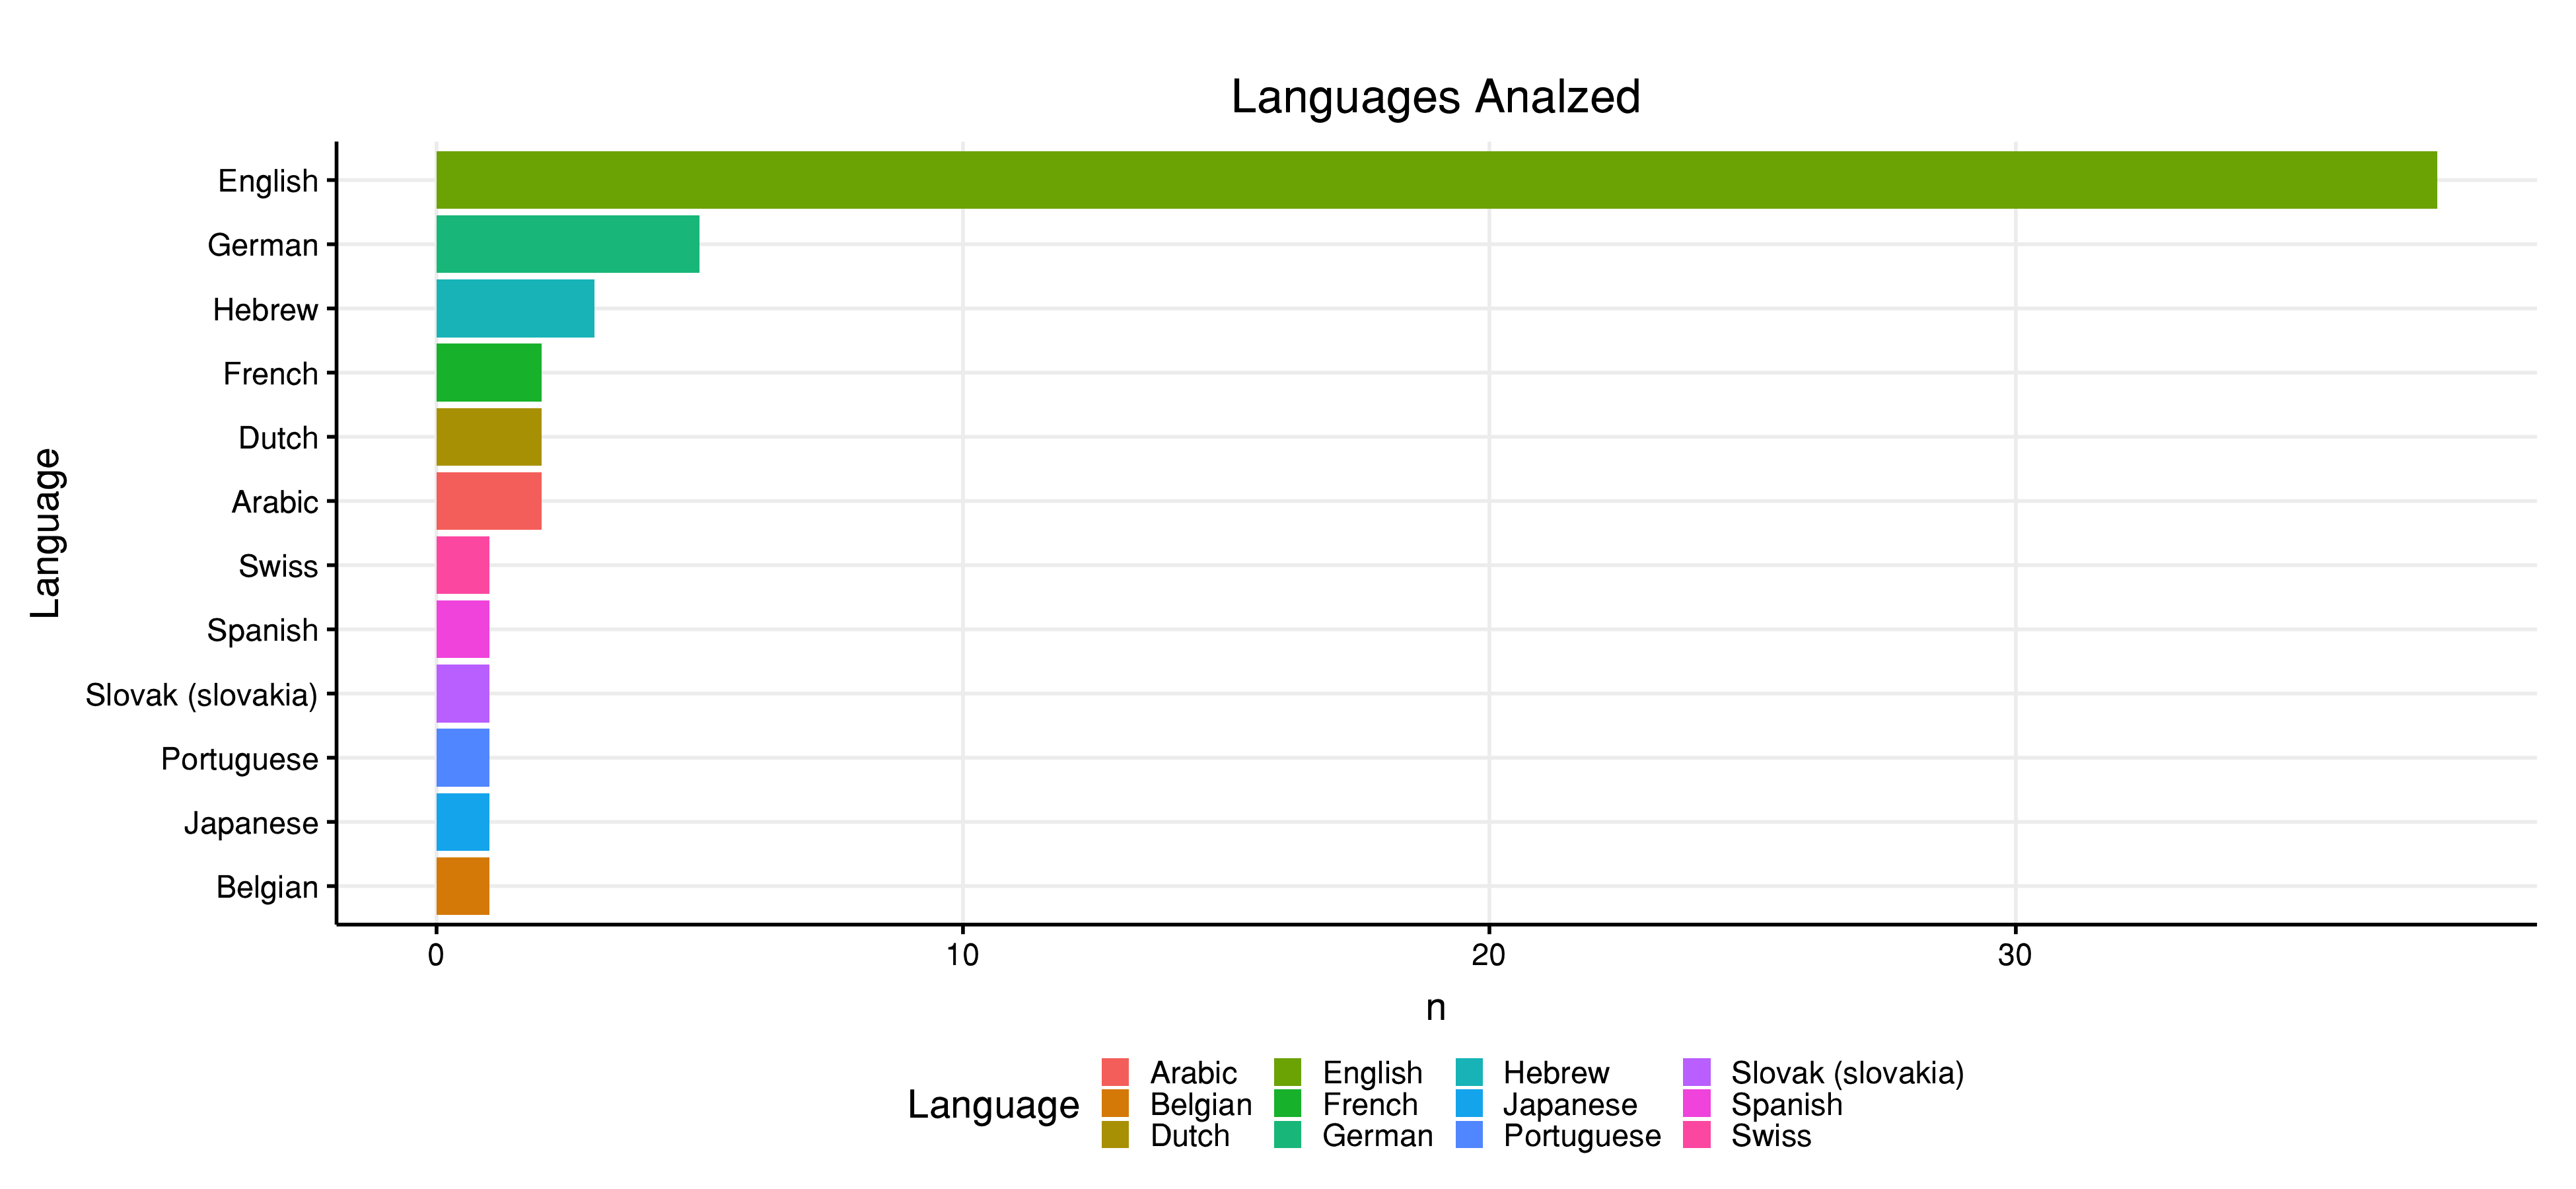 Languages Analzed
Language
English
German
Hebrew
French
Dutch
Arabic
Swiss
Spanish
Slovak (slovakia)
Portuguese
Japanese
Belgian
0 10 20 30
n
Language
Arabic English Hebrew Slovak (slovakia)
Belgian French Japanese Spanish
Dutch German Portuguese Swiss